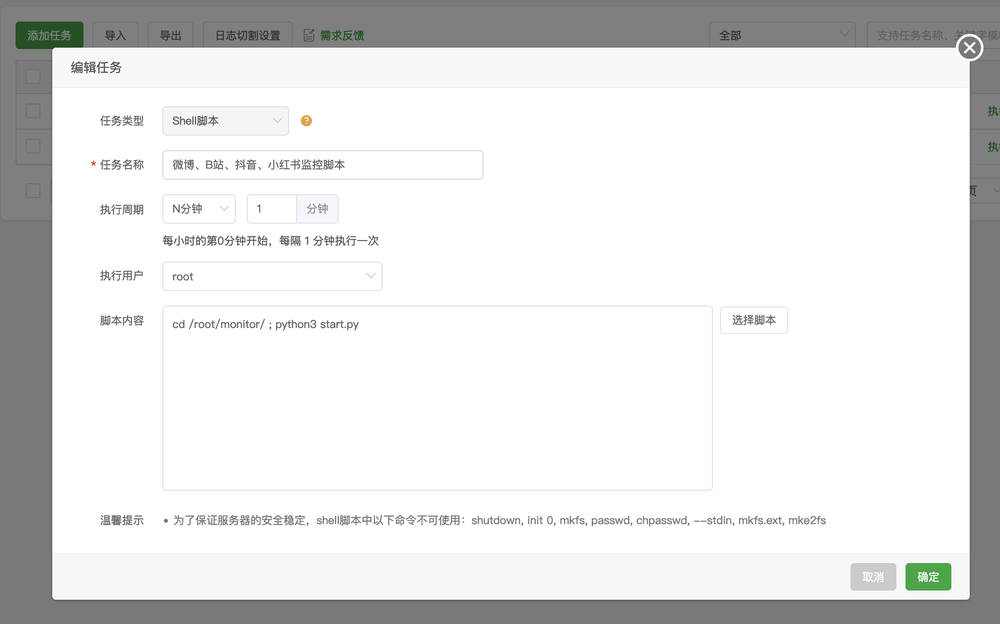 添加任务 导入 导出 日志切割设置 需求反馈 全部 支持任务名称、关键字模
编辑任务
任务类型 Shell脚本 ?
* 任务名称 微博、B站、抖音、小红书监控脚本
执行周期 N分钟 1 分钟
每小时的第0分钟开始，每隔 1 分钟执行一次
执行用户 root
脚本内容 cd /root/monitor/ ; python3 start.py 选择脚本
温馨提示 • 为了保证服务器的安全稳定，shell脚本中以下命令不可使用：shutdown, init 0, mkfs, passwd, chpasswd, --stdin, mkfs.ext, mke2fs
取消 确定